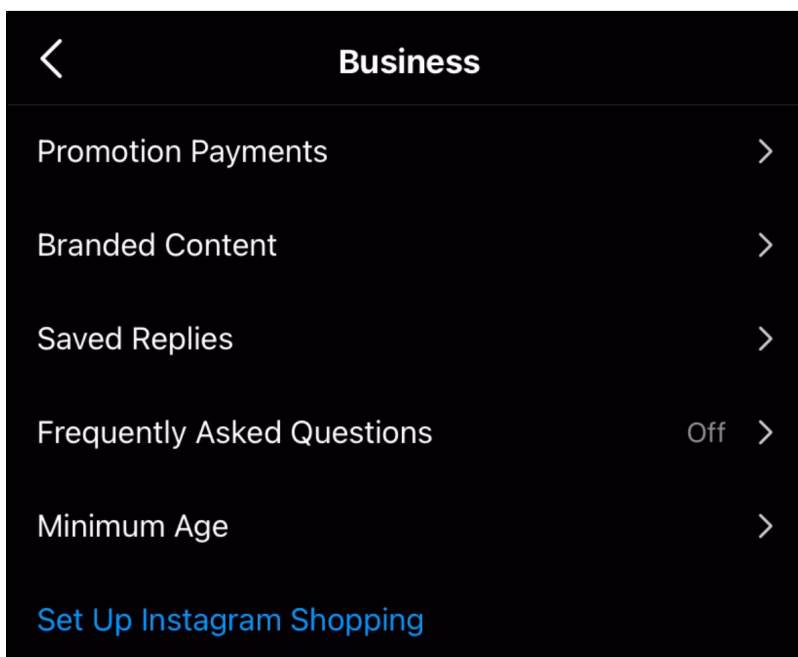 Business
Promotion Payments
Branded Content
Saved Replies
Frequently Asked Questions Off
Minimum Age
Set Up Instagram Shopping